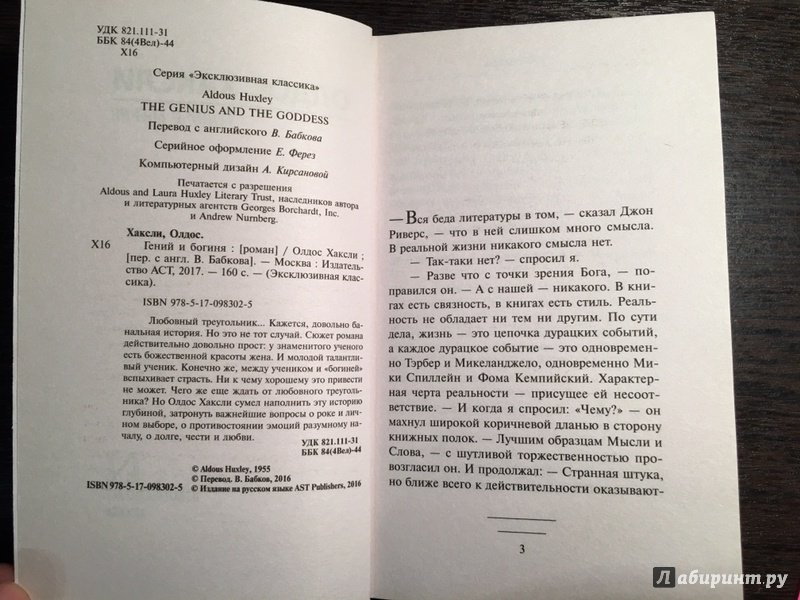 УДК 821.111-31
ББК 84(4Вел)-44
Х16
Серия «Эксклюзивная классика»
Aldous Huxley
THE GENIUS AND THE GODDESS
Перевод с английского В. Бабкова
Серийное оформление Е. Ферез
Компьютерный дизайн А. Кирсановой
Печатается с разрешения
Aldous and Laura Huxley Literary Trust, наследников автора
и литературных агентств Georges Borchardt, Inc.
и Andrew Nurnberg.
Хаксли, Олдос.
Х16 Гений и богиня : [роман] / Олдос Хаксли ;
[пер. с англ. В. Бабкова]. — Москва : Издатель-
ство АСТ, 2017. — 160 с. — (Эксклюзивная клас-
сика).
ISBN 978-5-17-098302-5
Любовный треугольник... Кажется, довольно ба-
нальная история. Но это не тот случай. Сюжет романа
действительно довольно прост: у знаменитого ученого
есть божественной красоты жена. И молодой талантли-
вый ученик. Конечно же, между учеником и «богиней»
вспыхивает страсть. Ни к чему хорошему это привести
не может. Чего же еще ждать от любовного треуголь-
ника? Но Олдос Хаксли сумел наполнить эту историю
глубиной, затронуть важнейшие вопросы о роке и лич-
ном выборе, о противостоянии эмоций разумному на-
чалу, о долге, чести и любви.
УДК 821.111-31
ББК 84(4Вел)-44
© Aldous Huxley, 1955
© Перевод. В. Бабков, 2016
ISBN 978-5-17-098302-5 © Издание на русском языке AST Publishers, 2016
— Вся беда литературы в том, — сказал Джон
Риверс, — что в ней слишком много смысла.
В реальной жизни никакого смысла нет.
— Так-таки нет? — спросил я.
— Разве что с точки зрения Бога, — по-
правился он. — А с нашей — никакого. В кни-
гах есть связность, в книгах есть стиль. Реаль-
ность не обладает ни тем ни другим. По сути
дела, жизнь — это цепочка дурацких событий,
а каждое дурацкое событие — это одновремен-
но Тэрбер и Микеланджело, одновременно Ми-
ки Спиллейн и Фома Кемпийский. Характер-
ная черта реальности — присущее ей несоот-
ветствие. — И когда я спросил: «Чему?» — он
махнул широкой коричневой дланью в сторону
книжных полок. — Лучшим образцам Мысли и
Слова, — с шутливой торжественностью про-
возгласил он. И продолжал: — Странная штука,
но ближе всего к действительности оказывают-
3
Лабиринт.ру